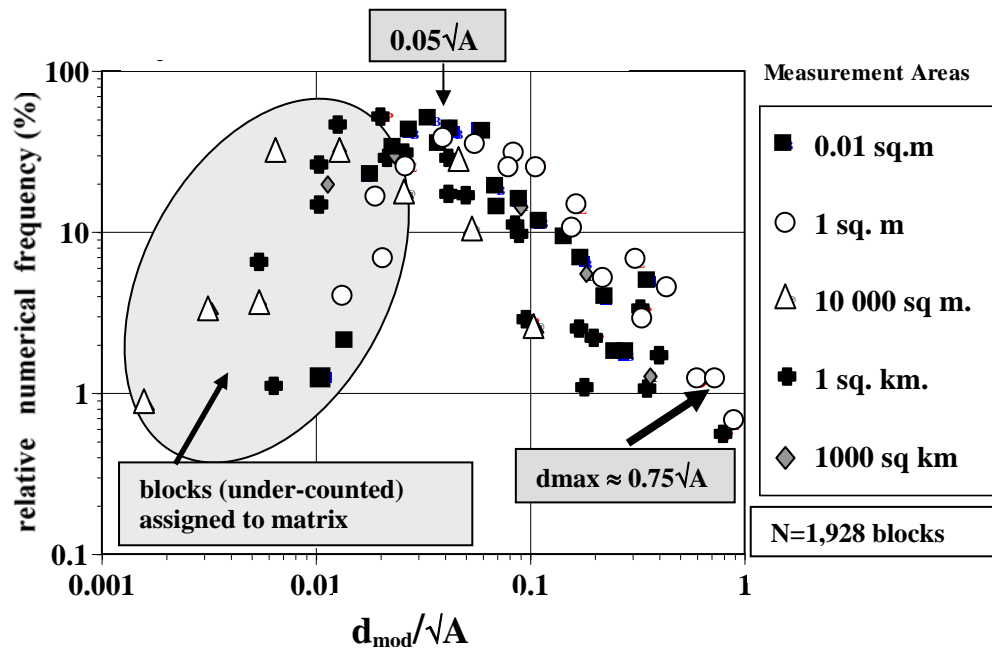 0.05√A
100
10
1
0.1
relative numerical frequency (%)
0.001
0.01
0.1
1
dmod/√A
blocks (under-counted)
assigned to matrix
dmax ≈ 0.75√A
Measurement Areas
0.01 sq.m
1 sq. m
10 000 sq m.
1 sq. km.
1000 sq km
N=1,928 blocks